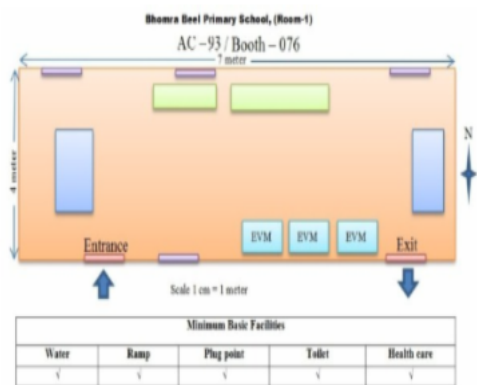 Bhomra Beel Primary School, (Room-1)
AC –93 / Booth –076
7 meter
4 meter
N
EVM EVM EVM
Entrance
Exit
Scale 1 cm = 1 meter
Minimum Basic Facilities
Water Ramp Plug point Toilet Health care
√ √ √ √ √